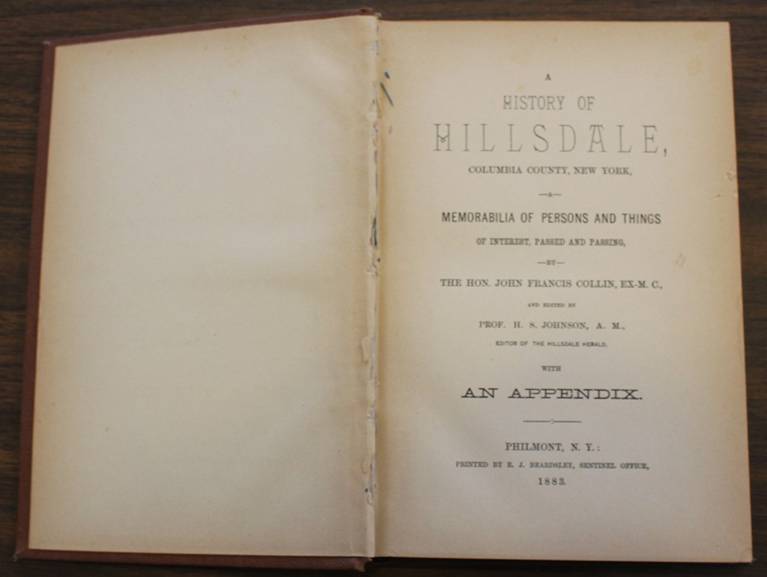 A
HISTORY OF
HILLSDALE,
COLUMBIA COUNTY, NEW YORK,
—A—
MEMORABILIA OF PERSONS AND THINGS
OF INTEREST, PASSED AND PASSING,
—BY—
THE HON. JOHN FRANCIS COLLIN, EX-M. C.,
AND EDITED BY
PROF. H. S. JOHNSON, A. M.,
EDITOR OF THE HILLSDALE HERALD.
WITH
AN APPENDIX.
PHILMONT, N. Y.:
PRINTED BY E. J. BEARDSLEY, SENTINEL OFFICE,
1883.